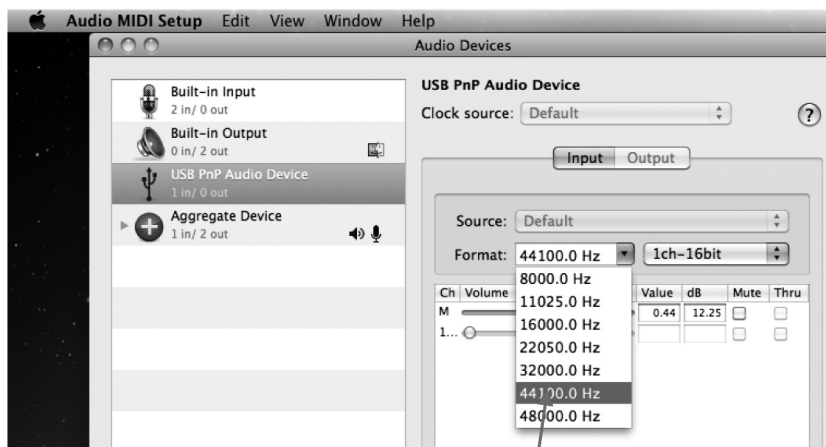 Audio MIDI Setup Edit View Window Help
Audio Devices
Built-in Input
2 in/ 0 out
Built-in Output
0 in/ 2 out
USB PnP Audio Device
1 in/ 0 out
Aggregate Device
1 in/ 2 out
USB PnP Audio Device
Clock source: Default
?
Input Output
Source: Default
Format: 44100.0 Hz 1ch-16bit
8000.0 Hz
11025.0 Hz
16000.0 Hz
22050.0 Hz
32000.0 Hz
44100.0 Hz
48000.0 Hz
Ch Volume Value dB Mute Thru
M 0.44 12.25
1...